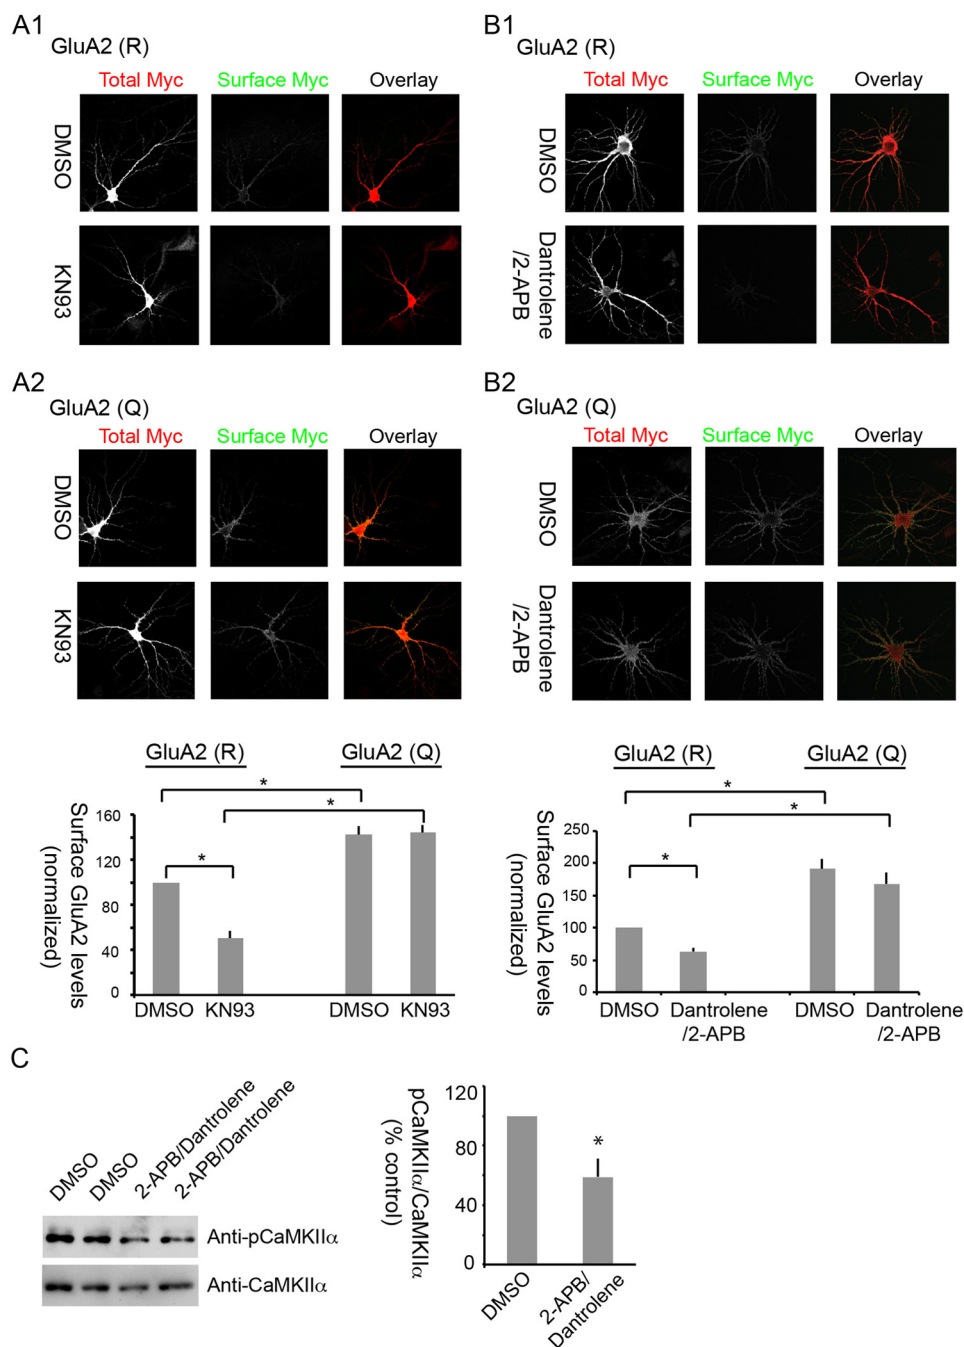 A1
GluA2 (R)
Total Myc Surface Myc Overlay
DMSO
KN93
B1
GluA2 (R)
Total Myc Surface Myc Overlay
DMSO
Dantrolene
/2-APB
A2
GluA2 (Q)
Total Myc Surface Myc Overlay
DMSO
KN93
B2
GluA2 (Q)
Total Myc Surface Myc Overlay
DMSO
Dantrolene
/2-APB
GluA2 (R) GluA2 (Q)
*
*
*
Surface GluA2 levels
(normalized)
160
120
80
40
0
DMSO KN93 DMSO KN93
GluA2 (R) GluA2 (Q)
*
*
*
Surface GluA2 levels
(normalized)
250
200
150
100
50
0
DMSO Dantrolene DMSO Dantrolene
/2-APB /2-APB
C
DMSO
DMSO
2-APB/Dantrolene
2-APB/Dantrolene
Anti-pCaMKIIα
Anti-CaMKIIα
pCaMKIIα/CaMKIIα
(% control)
120
80
40
0
*
DMSO
2-APB/
Dantrolene